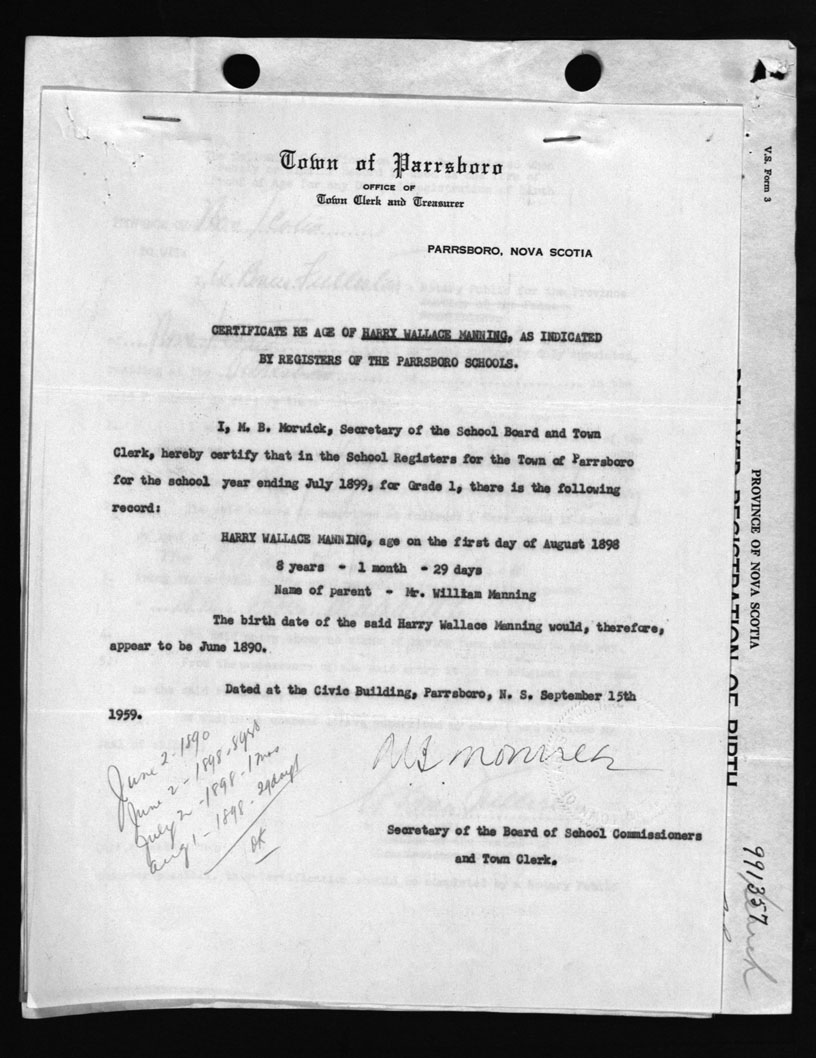 Town of Parrsboro
OFFICE OF
Town Clerk and Treasurer
PARRSBORO, NOVA SCOTIA
CERTIFICATE RE AGE OF HARRY WALLACE MANNING, AS INDICATED
BY REGISTERS OF THE PARRSBORO SCHOOLS.
I, M. B. Morwick, Secretary of the School Board and Town
Clerk, hereby certify that in the School Registers for the Town of Parrsboro
for the school year ending July 1899, for Grade 1, there is the following
record:
HARRY WALLACE MANNING, age on the first day of August 1898
8 years - 1 month - 29 days
Name of parent - Mr. William Manning
The birth date of the said Harry Wallace Manning would, therefore,
appear to be June 1890.
Dated at the Civic Building, Parrsboro, N. S. September 15th
1959.
June 2 - 1890
June 2 - 1898 - 8 yrs
July 2 - 1898 - 1 mos
Aug 1 - 1898 - 29 days
OK
Secretary of the Board of School Commissioners
and Town Clerk.
V.S. Form 3
PROVINCE OF NOVA SCOTIA
DELAYED REGISTRATION OF BIRTH
991357